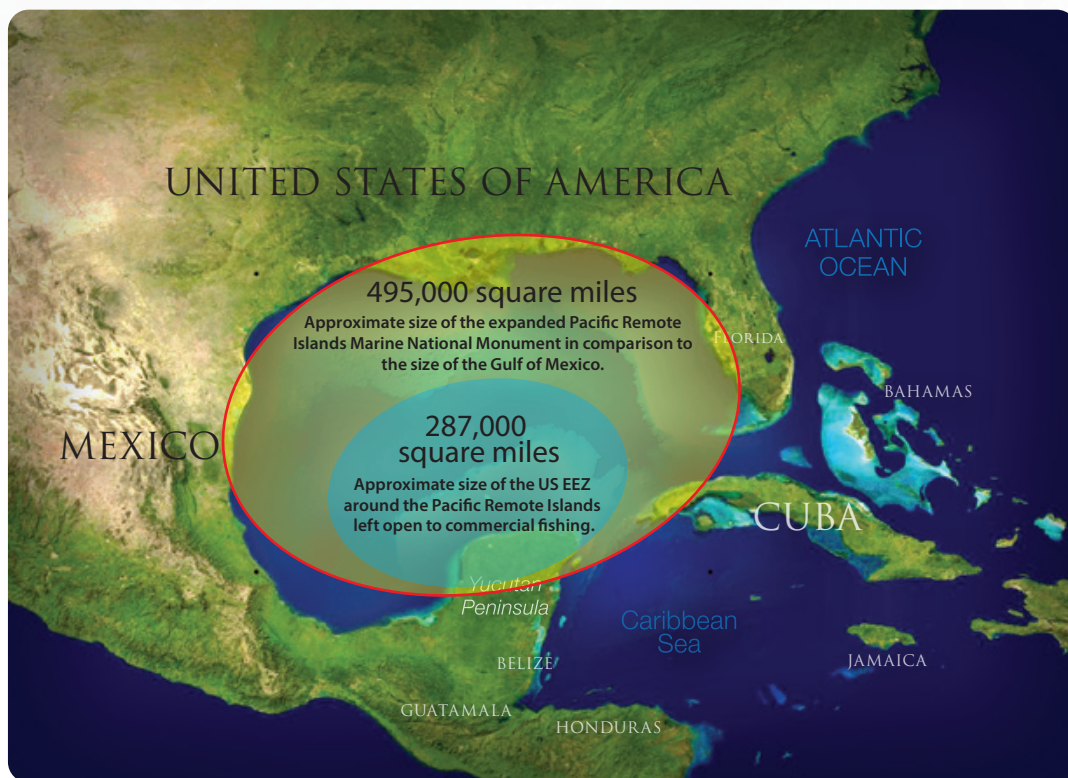 UNITED STATES OF AMERICA
ATLANTIC
OCEAN
495,000 square miles
Approximate size of the expanded Pacific Remote
Islands Marine National Monument in comparison to
the size of the Gulf of Mexico.
FLORIDA
BAHAMAS
MEXICO
287,000
square miles
Approximate size of the US EEZ
around the Pacific Remote Islands
left open to commercial fishing.
CUBA
Yucutan
Peninsula
Caribbean
Sea
BELIZE
JAMAICA
GUATAMALA
HONDURAS